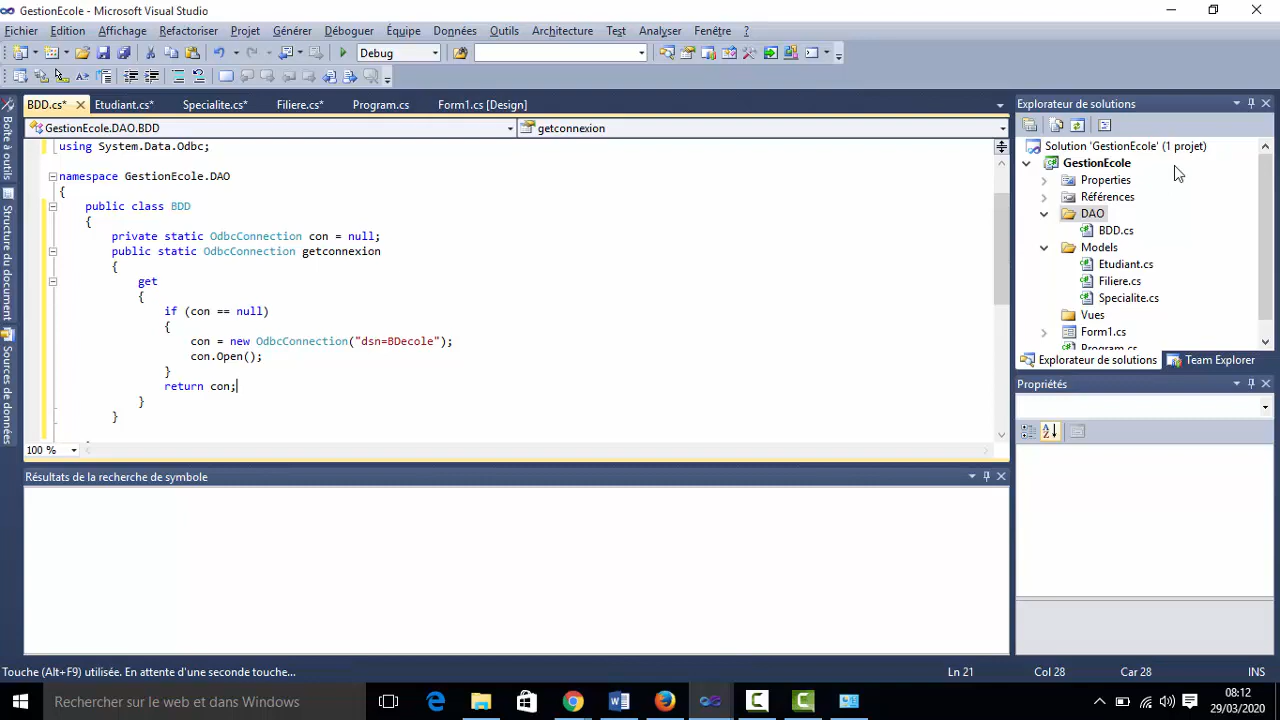 GestionEcole - Microsoft Visual Studio
Fichier Edition Affichage Refactoriser Projet Générer Déboguer Équipe Données Outils Architecture Test Analyser Fenêtre ?
Debug
BDD.cs* Etudiant.cs* Specialite.cs* Filiere.cs* Program.cs Form1.cs [Design]
GestionEcole.DAO.BDD getconnexion
using System.Data.Odbc;
namespace GestionEcole.DAO
{
public class BDD
{
private static OdbcConnection con = null;
public static OdbcConnection getconnexion
{
get
{
if (con == null)
{
con = new OdbcConnection("dsn=BDecole");
con.Open();
}
return con;
}
}
100 %
Boîte à outils
Structure du document
Sources de données
Explorateur de solutions
Solution 'GestionEcole' (1 projet)
GestionEcole
Properties
Références
DAO
BDD.cs
Models
Etudiant.cs
Filiere.cs
Specialite.cs
Vues
Form1.cs
Program.cs
Explorateur de solutions Team Explorer
Propriétés
Résultats de la recherche de symbole
Touche (Alt+F9) utilisée. En attente d'une seconde touche... Ln 21 Col 28 Car 28 INS
Rechercher sur le web et dans Windows
08:12
29/03/2020